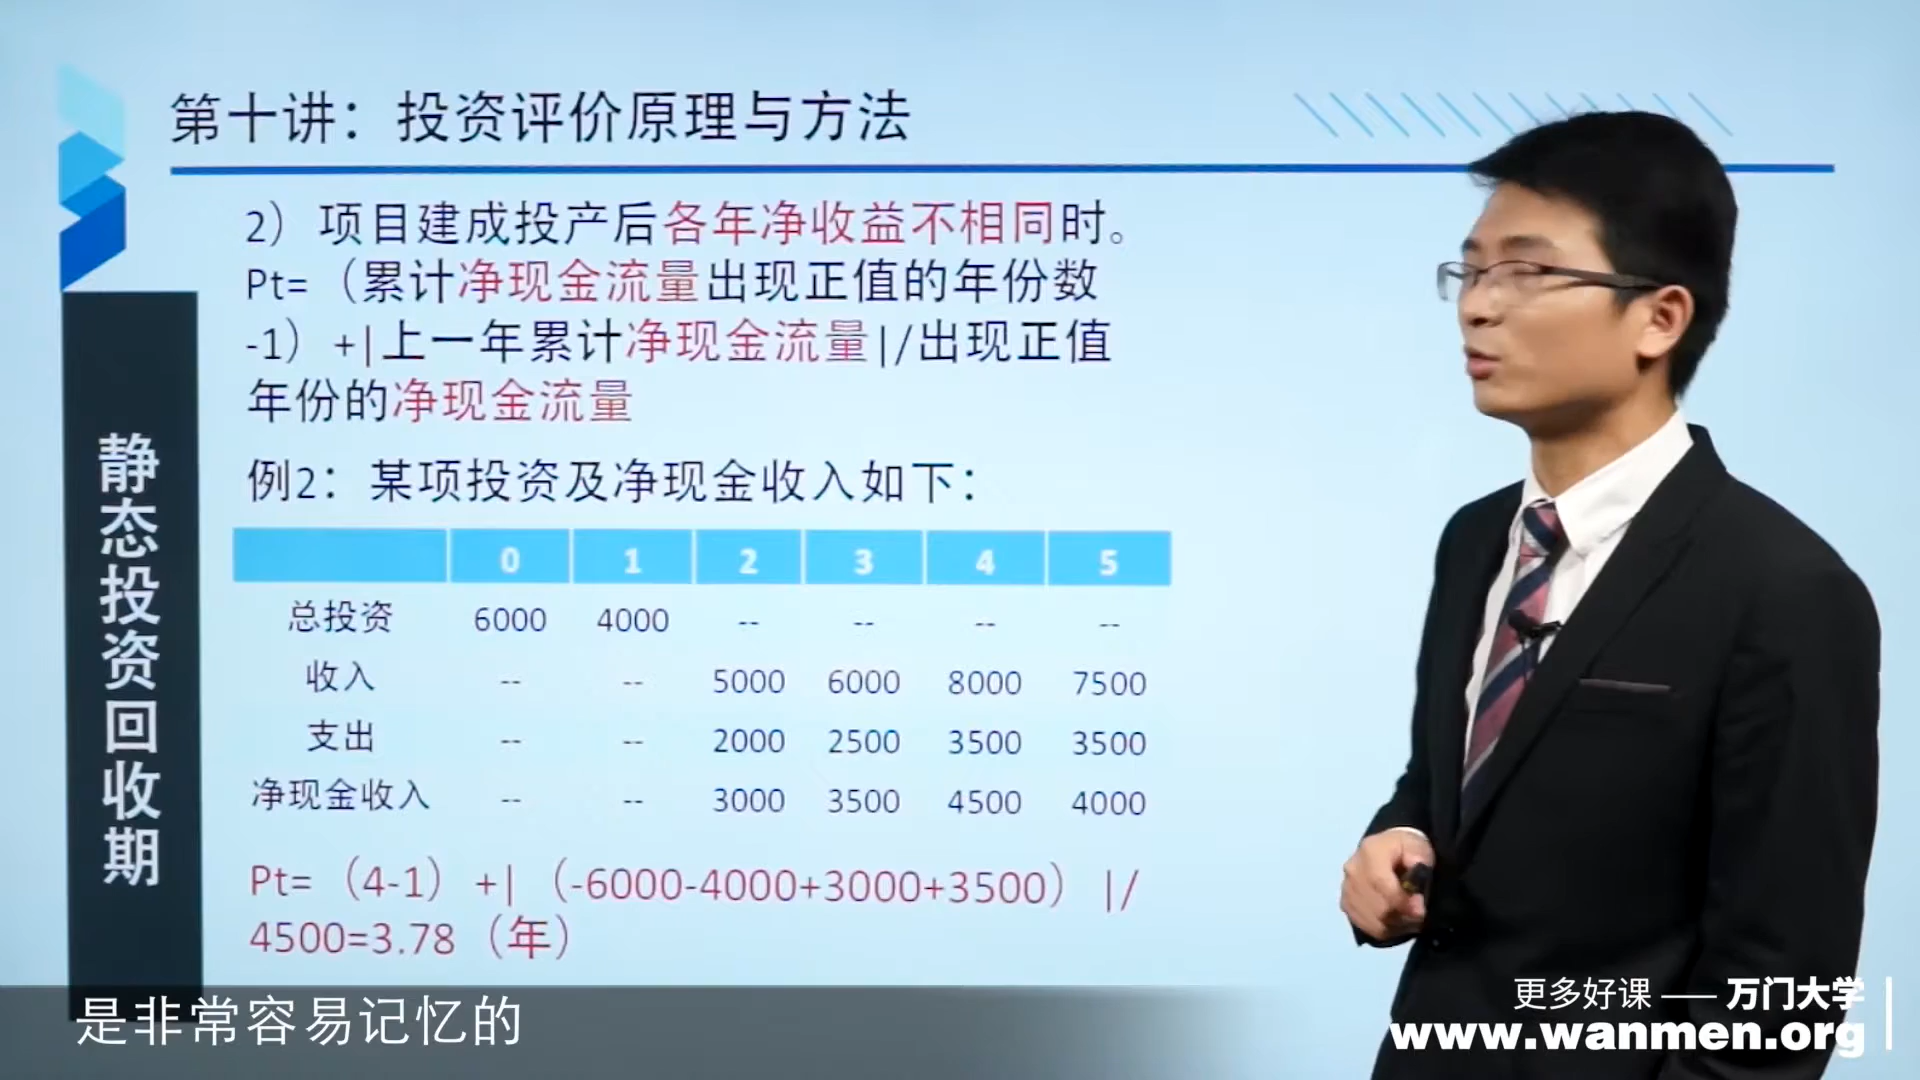 第十讲：投资评价原理与方法
2）项目建成投产后各年净收益不相同时。
Pt=（累计净现金流量出现正值的年份数
-1）+|上一年累计净现金流量|/出现正值
年份的净现金流量
例2：某项投资及净现金收入如下：
0 1 2 3 4 5
总投资 6000 4000 -- -- -- --
收入 -- -- 5000 6000 8000 7500
支出 -- -- 2000 2500 3500 3500
净现金收入 -- -- 3000 3500 4500 4000
Pt=（4-1）+|（-6000-4000+3000+3500）|/
4500=3.78（年）
静态投资回收期
是非常容易记忆的
更多好课 —— 万门大学
www.wanmen.org